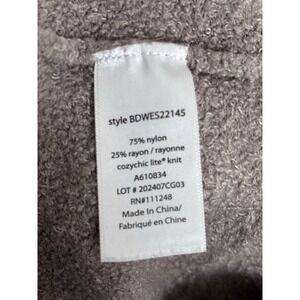 style BDWES22145
75% nylon
25% rayon / rayonne
cozychic lite® knit
A610834
LOT # 202407CG03
RN#111248
Made In China/
Fabriqué en Chine